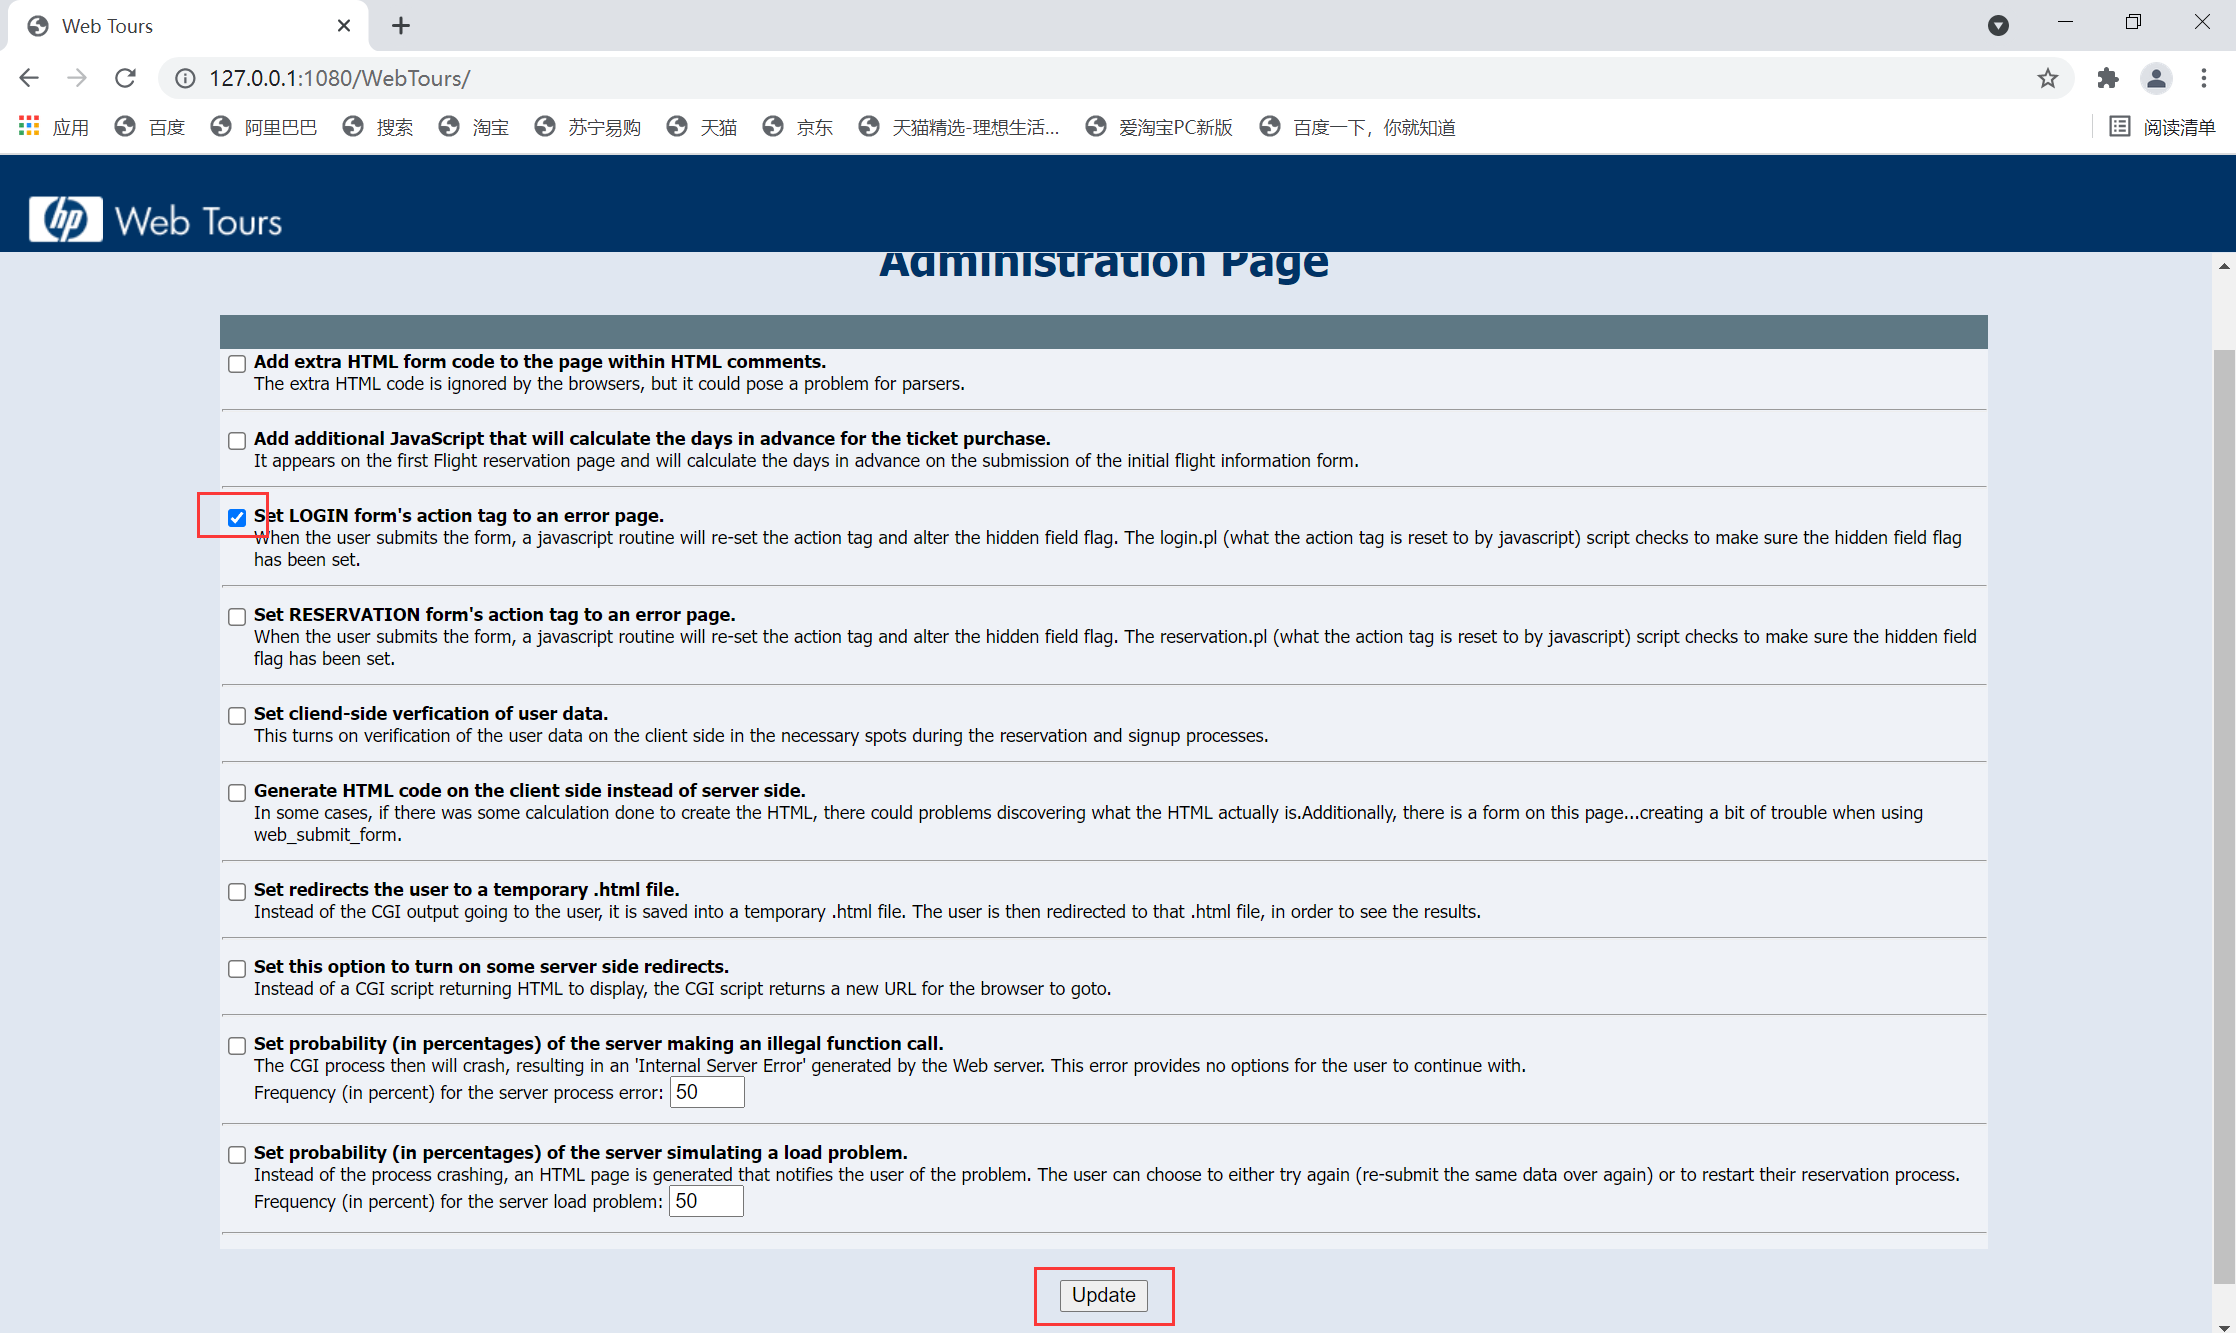 Web Tours
127.0.0.1:1080/WebTours/
应用 百度 阿里巴巴 搜索 淘宝 苏宁易购 天猫 京东 天猫精选-理想生活... 爱淘宝PC新版 百度一下，你就知道 阅读清单
hp Web Tours
Administration Page
Add extra HTML form code to the page within HTML comments.
The extra HTML code is ignored by the browsers, but it could pose a problem for parsers.
Add additional JavaScript that will calculate the days in advance for the ticket purchase.
It appears on the first Flight reservation page and will calculate the days in advance on the submission of the initial flight information form.
Set LOGIN form's action tag to an error page.
When the user submits the form, a javascript routine will re-set the action tag and alter the hidden field flag. The login.pl (what the action tag is reset to by javascript) script checks to make sure the hidden field flag
has been set.
Set RESERVATION form's action tag to an error page.
When the user submits the form, a javascript routine will re-set the action tag and alter the hidden field flag. The reservation.pl (what the action tag is reset to by javascript) script checks to make sure the hidden field
flag has been set.
Set cliend-side verfication of user data.
This turns on verification of the user data on the client side in the necessary spots during the reservation and signup processes.
Generate HTML code on the client side instead of server side.
In some cases, if there was some calculation done to create the HTML, there could problems discovering what the HTML actually is.Additionally, there is a form on this page...creating a bit of trouble when using
web_submit_form.
Set redirects the user to a temporary .html file.
Instead of the CGI output going to the user, it is saved into a temporary .html file. The user is then redirected to that .html file, in order to see the results.
Set this option to turn on some server side redirects.
Instead of a CGI script returning HTML to display, the CGI script returns a new URL for the browser to goto.
Set probability (in percentages) of the server making an illegal function call.
The CGI process then will crash, resulting in an 'Internal Server Error' generated by the Web server. This error provides no options for the user to continue with.
Frequency (in percent) for the server process error: 50
Set probability (in percentages) of the server simulating a load problem.
Instead of the process crashing, an HTML page is generated that notifies the user of the problem. The user can choose to either try again (re-submit the same data over again) or to restart their reservation process.
Frequency (in percent) for the server load problem: 50
Update